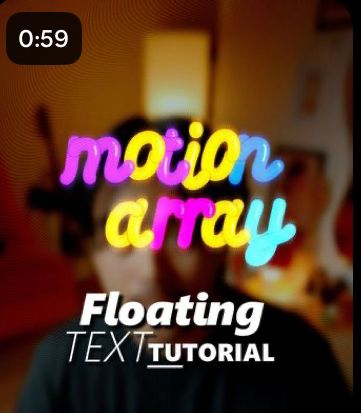 0:59
motion
array
Floating
TEXT TUTORIAL